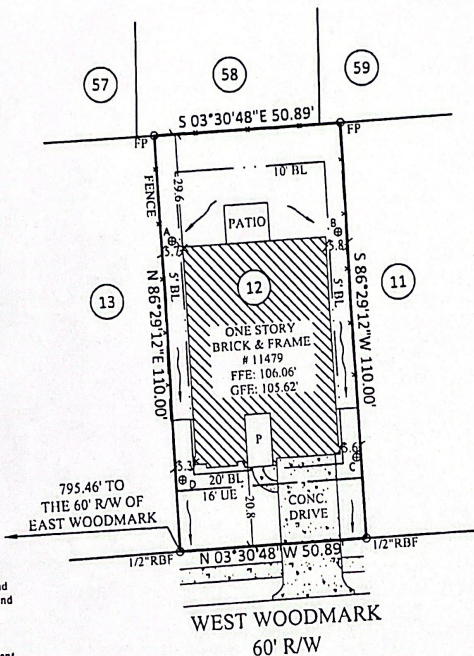 57
58
59
S 03°30'48"E 50.89'
FP
FP
FENCE
29.6
10' BL
PATIO
A
B
5.7
5.8
13
N 86°29'12"E 110.00'
5' BL
12
5' BL
S 86°29'12"W 110.00'
11
ONE STORY
BRICK & FRAME
# 11479
FFE: 106.06'
GFE: 105.62'
P
5.3
5.6
D
C
20' BL
16' UE
20.8
CONC.
DRIVE
795.46' TO
THE 60' R/W OF
EAST WOODMARK
1/2"RBF
N 03°30'48" W 50.89'
1/2"RBF
WEST WOODMARK
60' R/W